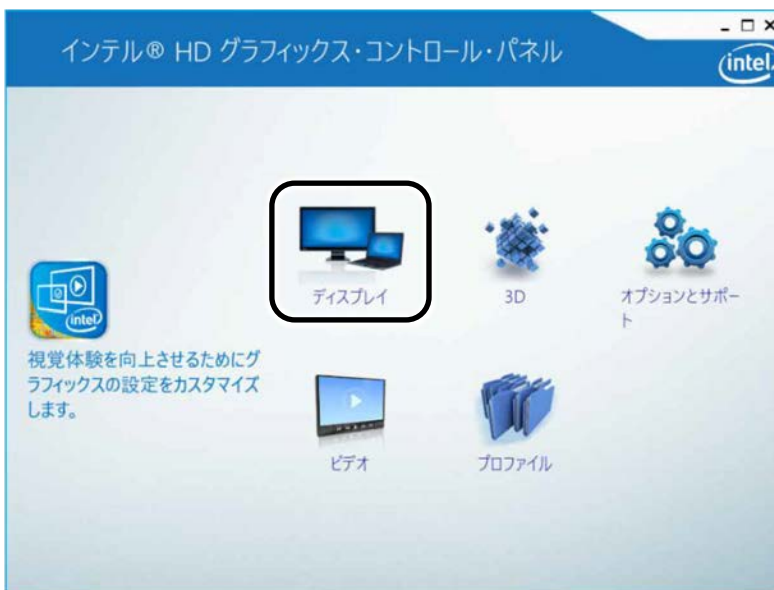 インテル® HD グラフィックス・コントロール・パネル
intel
ディスプレイ
3D
オプションとサポー
ト
intel
視覚体験を向上させるためにグ
ラフィックスの設定をカスタマイズ
します。
ビデオ
プロファイル